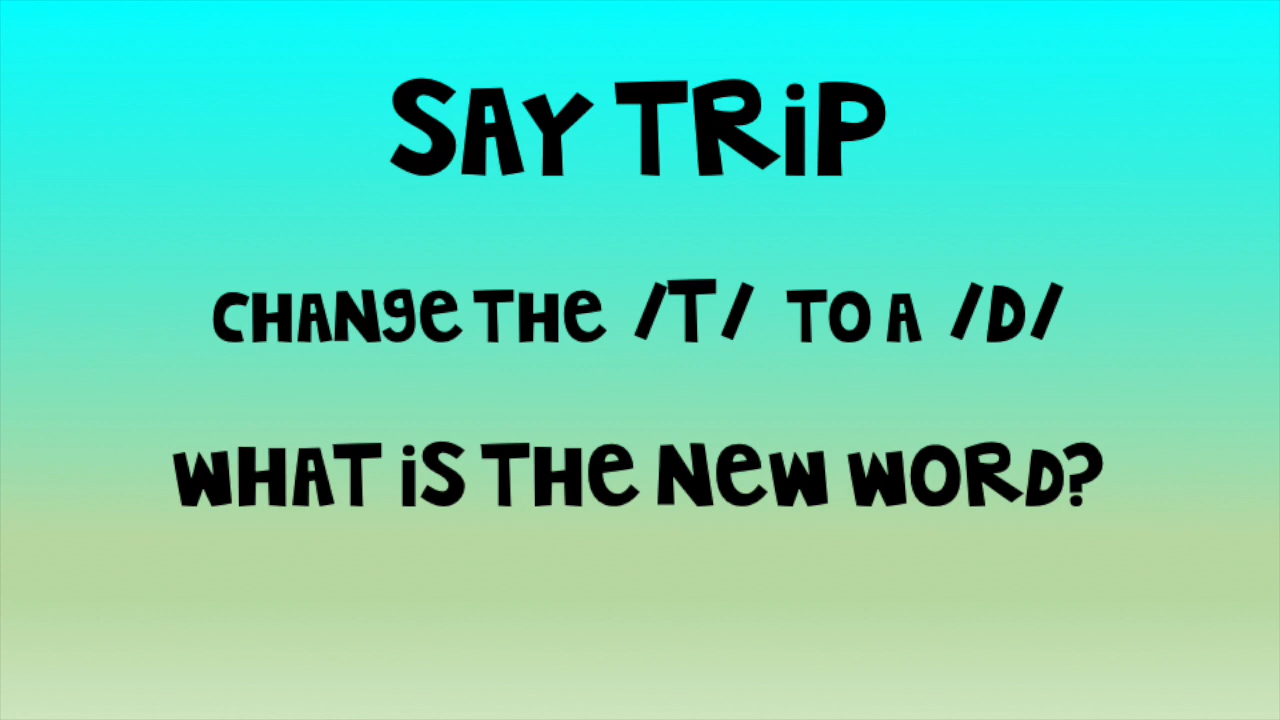 SAY TRiP
CHANge THe /T/ TO A /D/
WHAT iS THe NeW WORD?